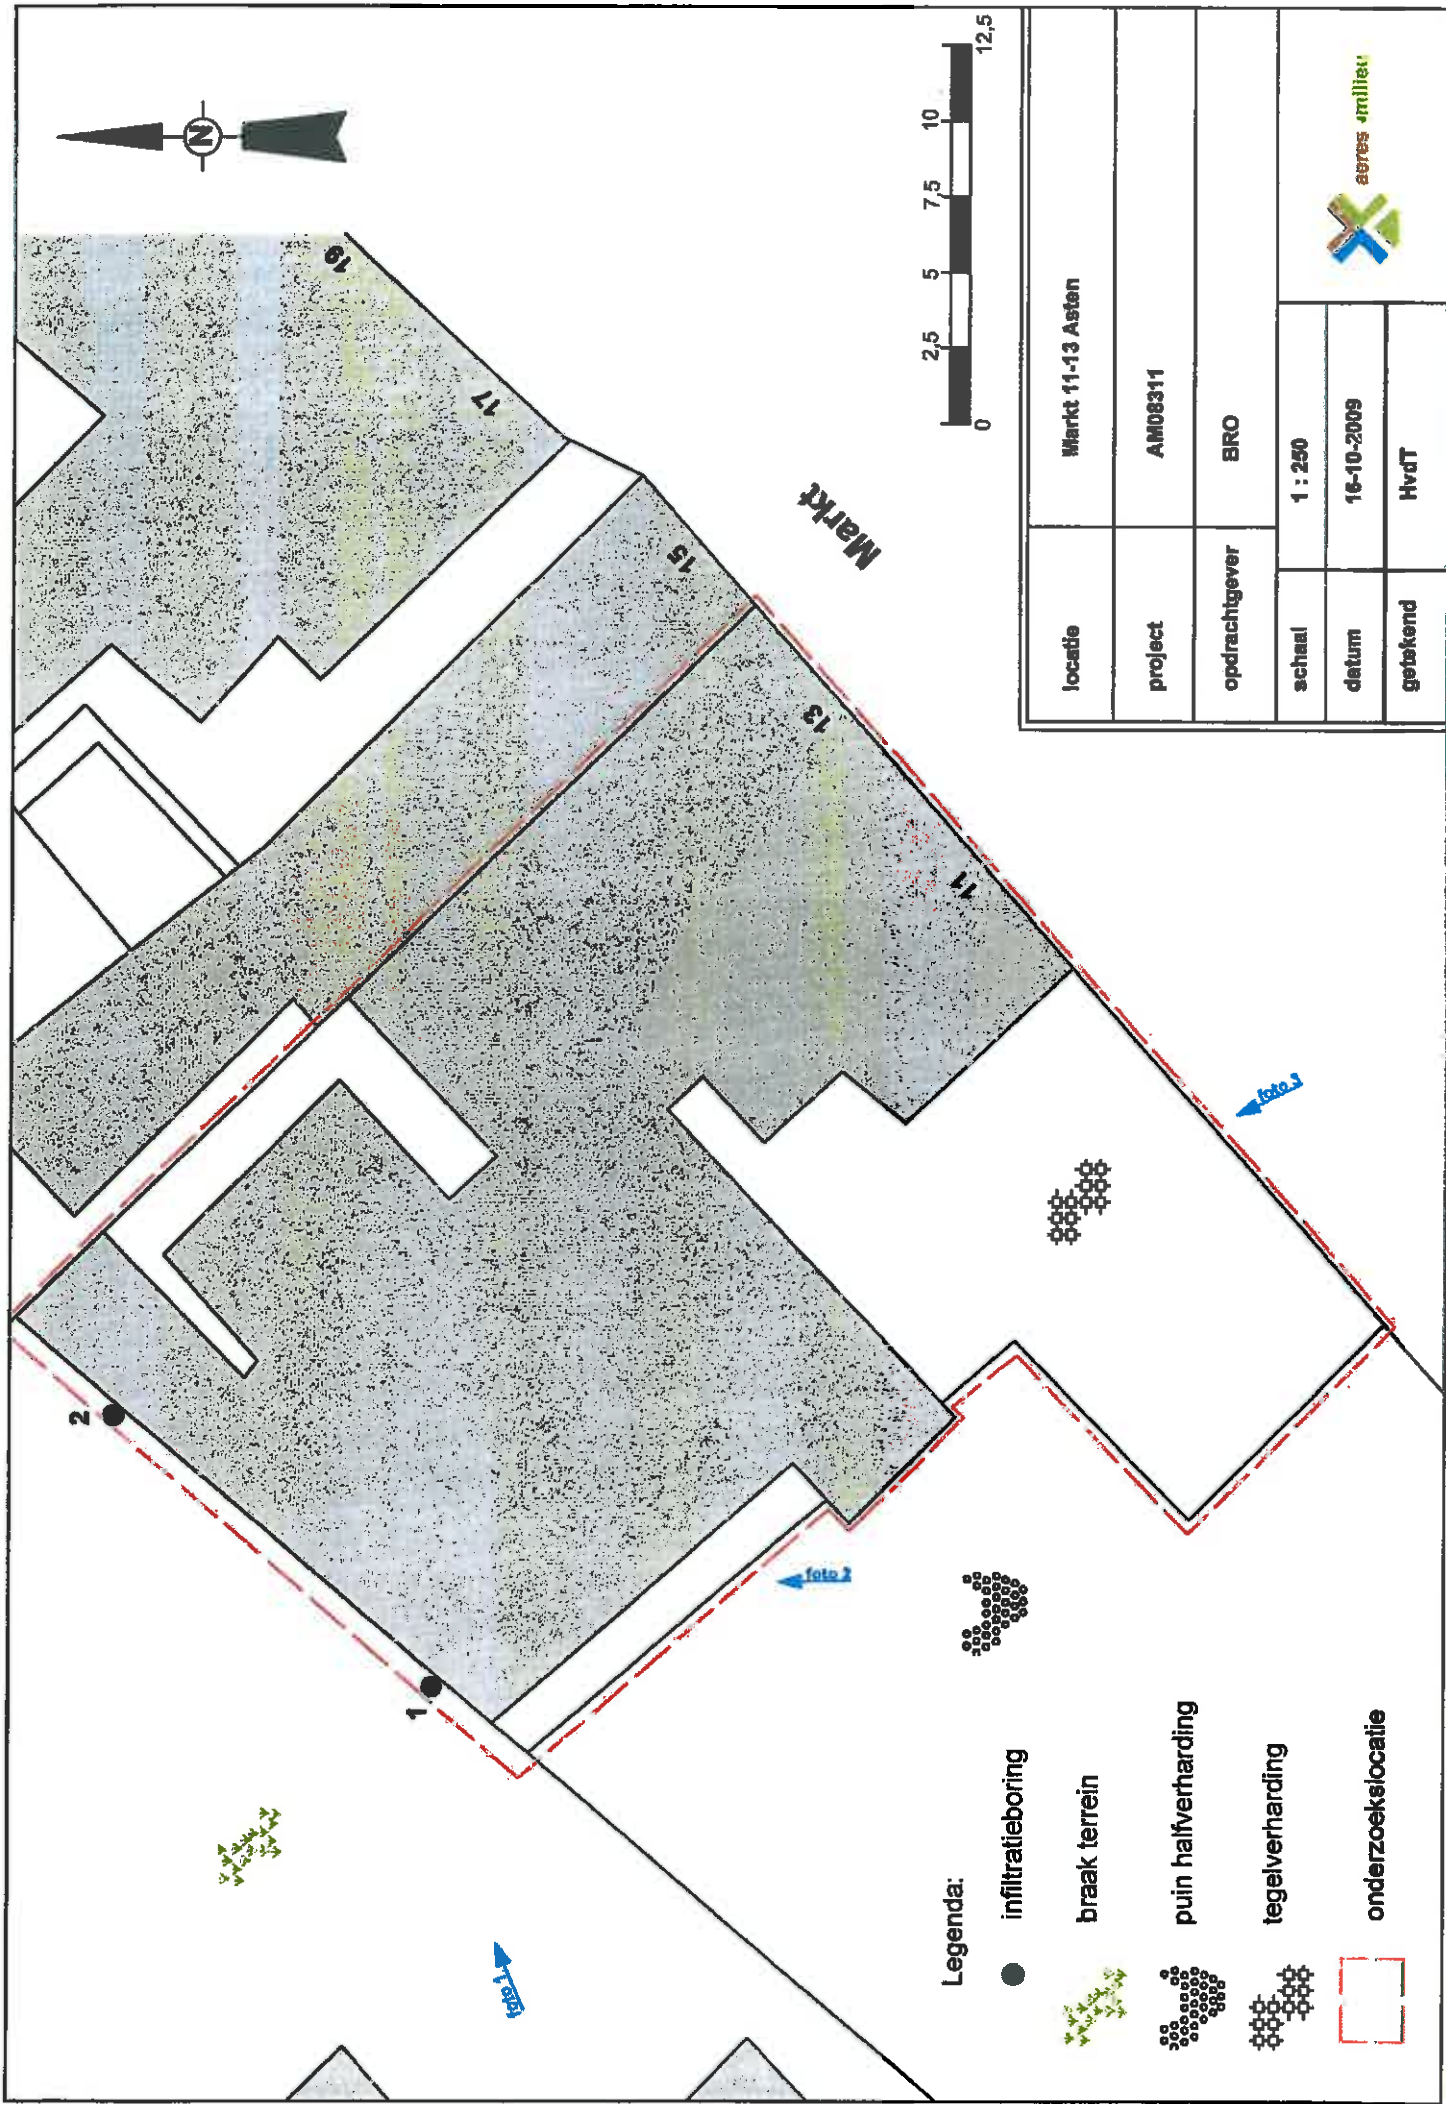 N
19
17
15
13
11
Markt
2
1
foto 1
foto 2
foto 3
0 2,5 5 7,5 10 12,5
Legenda:
infiltratieboring
braak terrein
puin halfverharding
tegelverharding
onderzoekslocatie
locatie Markt 11-13 Asten
project AM08311
opdrachtgever BRO
schaal 1 : 250
datum 16-10-2009
getekend HvdT
aeres milieu